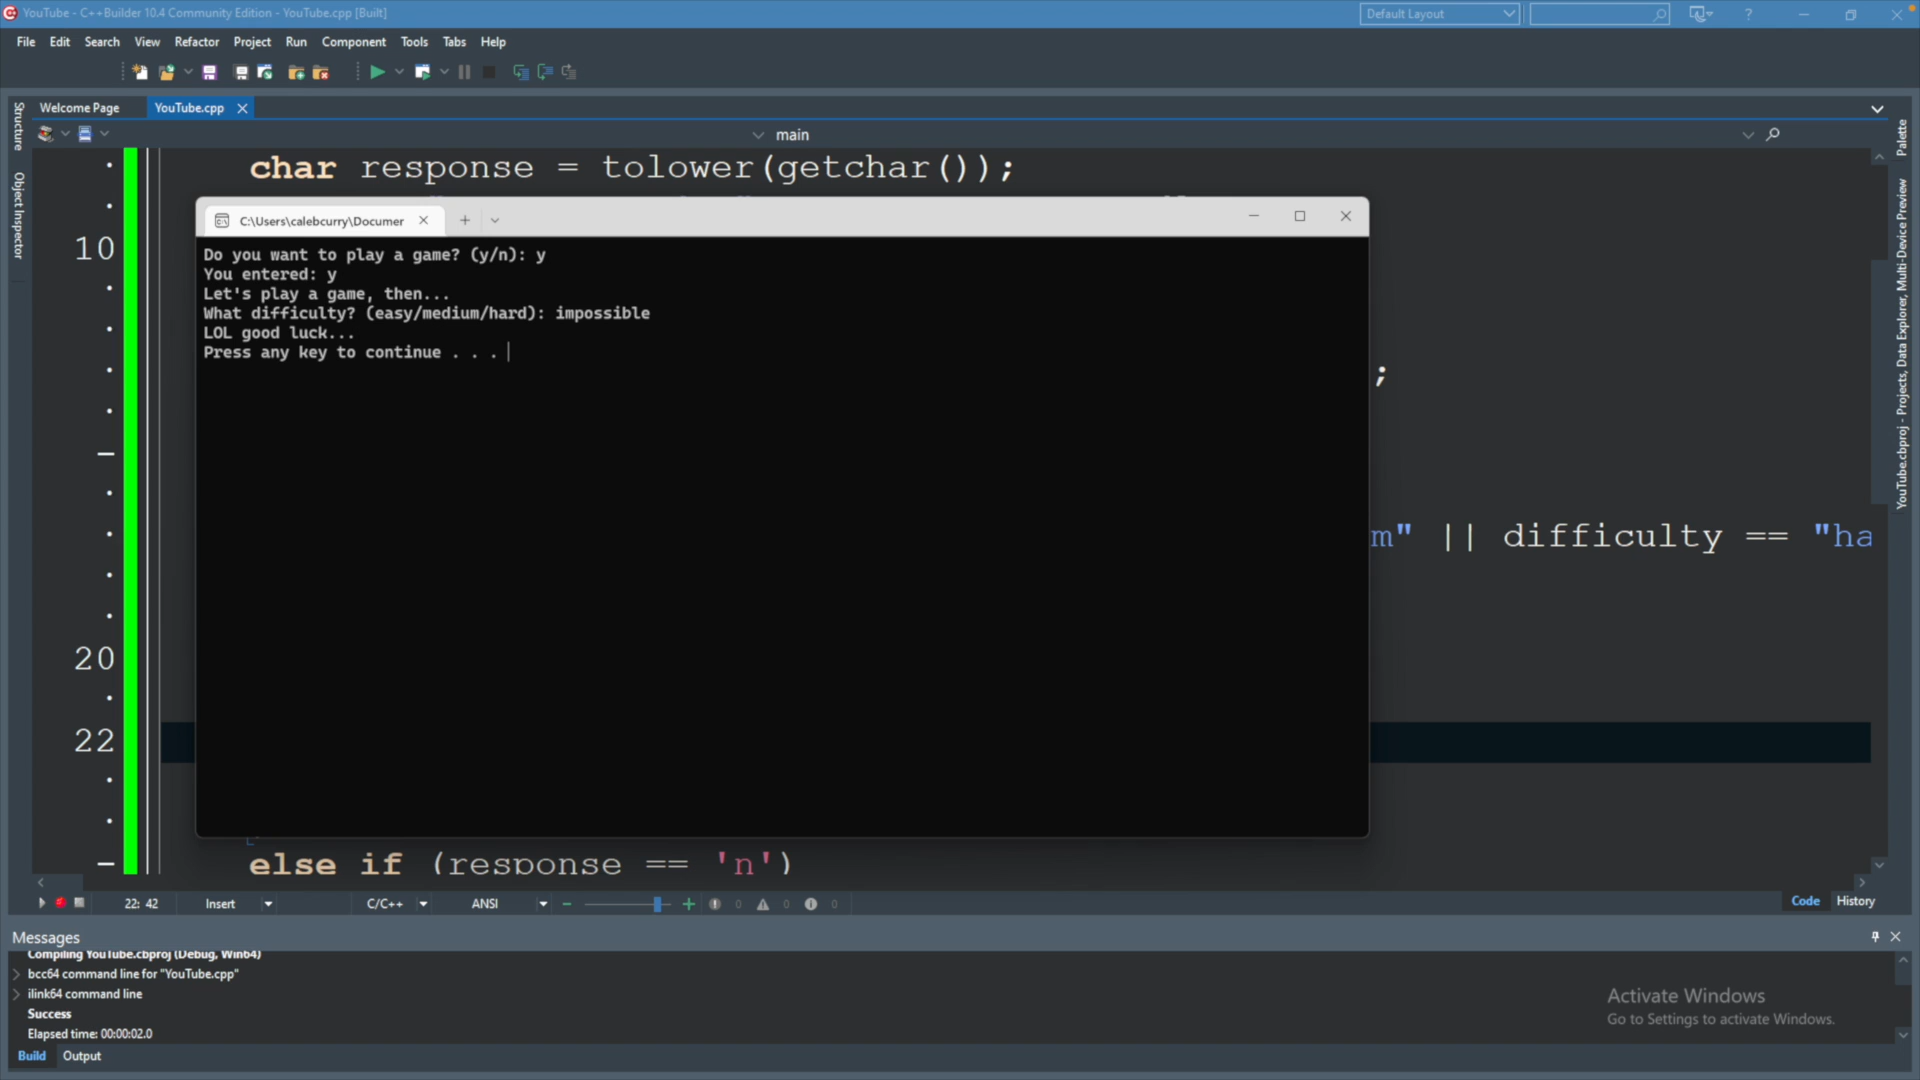 YouTube - C++Builder 10.4 Community Edition - YouTube.cpp [Built]
Default Layout
File Edit Search View Refactor Project Run Component Tools Tabs Help
Welcome Page YouTube.cpp
main
Structure
Object Inspector
Palette
YouTube.cbproj - Projects, Data Explorer, Multi-Device Preview
char response = tolower(getchar());
C:\Users\calebcurry\Documer
10
Do you want to play a game? (y/n): y
You entered: y
Let's play a game, then...
What difficulty? (easy/medium/hard): impossible
LOL good luck...
Press any key to continue . . .
;
m" || difficulty == "ha
20
22
else if (response == 'n')
22: 42 Insert C/C++ ANSI 0 0 0
Code History
Messages
Compiling YouTube.cbproj (Debug, Win64)
bcc64 command line for "YouTube.cpp"
ilink64 command line
Success
Elapsed time: 00:00:02.0
Build Output
Activate Windows
Go to Settings to activate Windows.